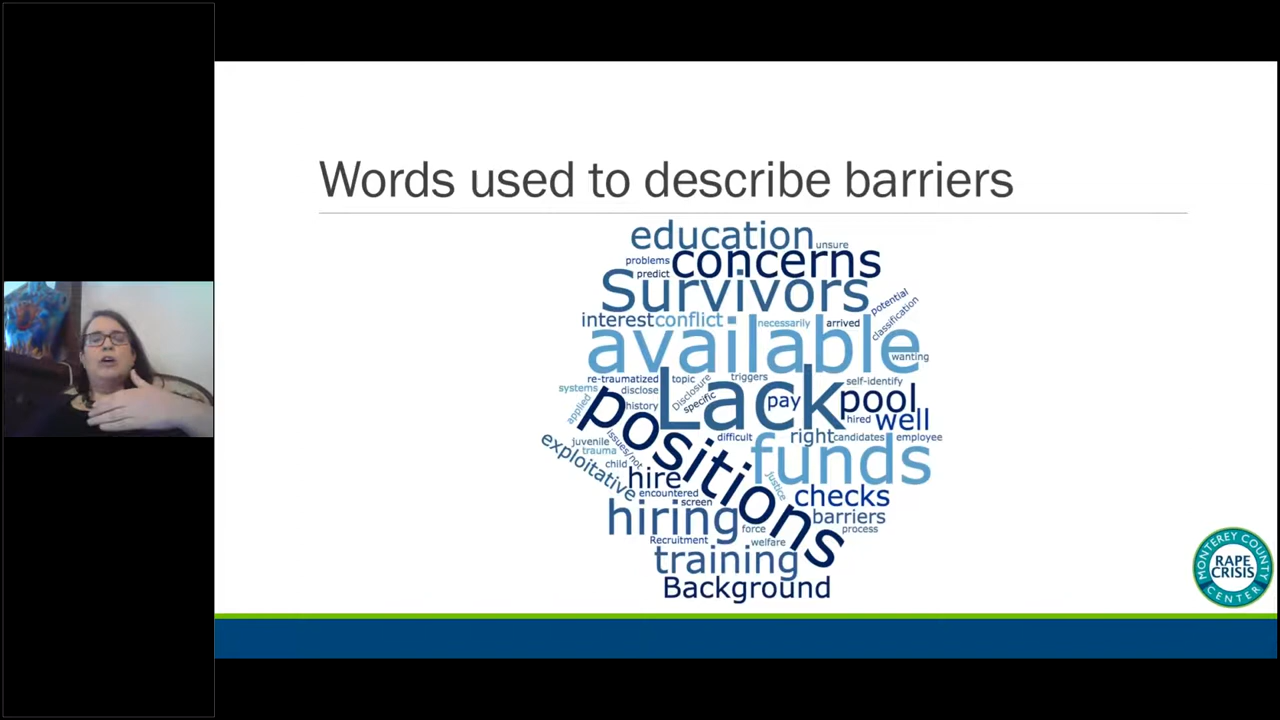 Words used to describe barriers
education
unsure
problems
concerns
predict
Survivors
potential
classification
interest
conflict
necessarily
arrived
available
wanting
re-traumatized
topic
triggers
self-identify
systems
disclose
Disclosure
specific
Lack
pay
pool
applied
history
hired
well
positions
difficult
right
candidates
employee
exploitative
juvenile
issues/not
trauma
child
funds
hire
justice
encountered
checks
screen
hiring
force
barriers
process
Recruitment
welfare
training
Background
MONTEREY COUNTY
RAPE
CRISIS
CENTER